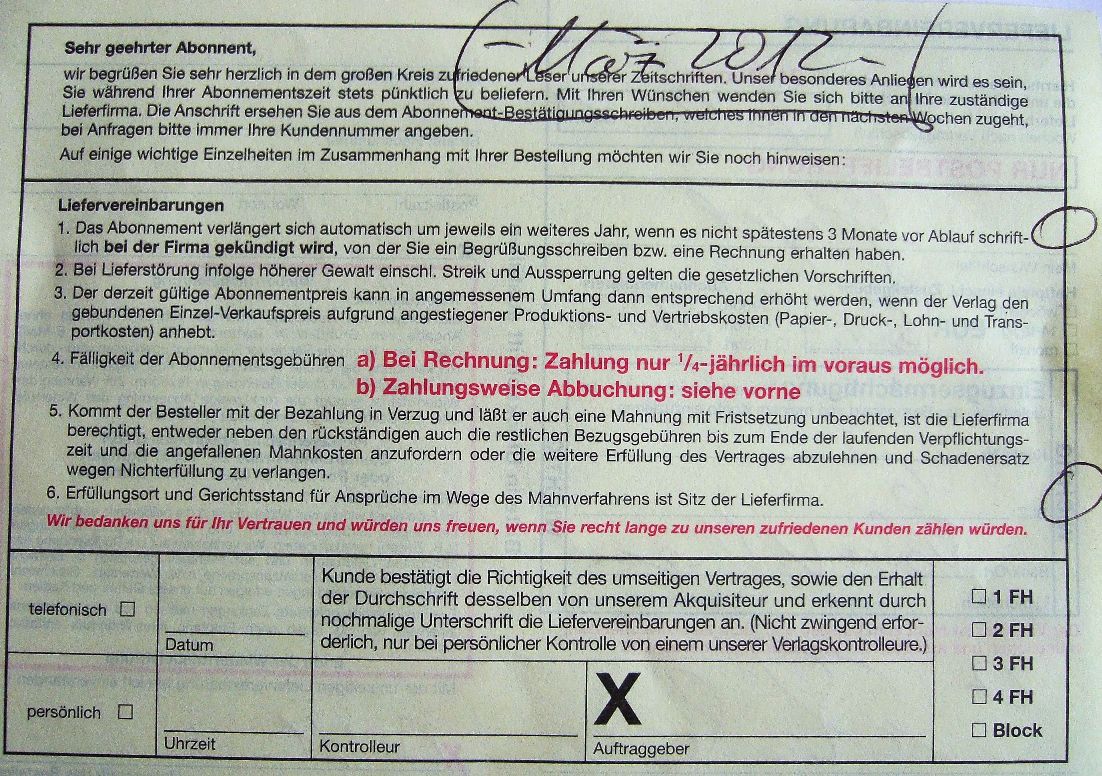 - März 2012 -
Sehr geehrter Abonnent,
wir begrüßen Sie sehr herzlich in dem großen Kreis zufriedener Leser unserer Zeitschriften. Unser besonderes Anliegen wird es sein,
Sie während Ihrer Abonnementszeit stets pünktlich zu beliefern. Mit Ihren Wünschen wenden Sie sich bitte an Ihre zuständige
Lieferfirma. Die Anschrift ersehen Sie aus dem Abonnement-Bestätigungsschreiben, welches Ihnen in den nächsten Wochen zugeht,
bei Anfragen bitte immer Ihre Kundennummer angeben.
Auf einige wichtige Einzelheiten im Zusammenhang mit Ihrer Bestellung möchten wir Sie noch hinweisen:
Liefervereinbarungen
1. Das Abonnement verlängert sich automatisch um jeweils ein weiteres Jahr, wenn es nicht spätestens 3 Monate vor Ablauf schrift-
lich bei der Firma gekündigt wird, von der Sie ein Begrüßungsschreiben bzw. eine Rechnung erhalten haben.
2. Bei Lieferstörung infolge höherer Gewalt einschl. Streik und Aussperrung gelten die gesetzlichen Vorschriften.
3. Der derzeit gültige Abonnementpreis kann in angemessenem Umfang dann entsprechend erhöht werden, wenn der Verlag den
gebundenen Einzel-Verkaufspreis aufgrund angestiegener Produktions- und Vertriebskosten (Papier-, Druck-, Lohn- und Trans-
portkosten) anhebt.
4. Fälligkeit der Abonnementsgebühren a) Bei Rechnung: Zahlung nur 1/4-jährlich im voraus möglich.
b) Zahlungsweise Abbuchung: siehe vorne
5. Kommt der Besteller mit der Bezahlung in Verzug und läßt er auch eine Mahnung mit Fristsetzung unbeachtet, ist die Lieferfirma
berechtigt, entweder neben den rückständigen auch die restlichen Bezugsgebühren bis zum Ende der laufenden Verpflichtungs-
zeit und die angefallenen Mahnkosten anzufordern oder die weitere Erfüllung des Vertrages abzulehnen und Schadenersatz
wegen Nichterfüllung zu verlangen.
6. Erfüllungsort und Gerichtsstand für Ansprüche im Wege des Mahnverfahrens ist Sitz der Lieferfirma.
Wir bedanken uns für Ihr Vertrauen und würden uns freuen, wenn Sie recht lange zu unseren zufriedenen Kunden zählen würden.
telefonisch
Datum
Kunde bestätigt die Richtigkeit des umseitigen Vertrages, sowie den Erhalt
der Durchschrift desselben von unserem Akquisiteur und erkennt durch
nochmalige Unterschrift die Liefervereinbarungen an. (Nicht zwingend erfor-
derlich, nur bei persönlicher Kontrolle von einem unserer Verlagskontrolleure.)
1 FH
2 FH
3 FH
4 FH
Block
persönlich
Uhrzeit
Kontrolleur
X
Auftraggeber